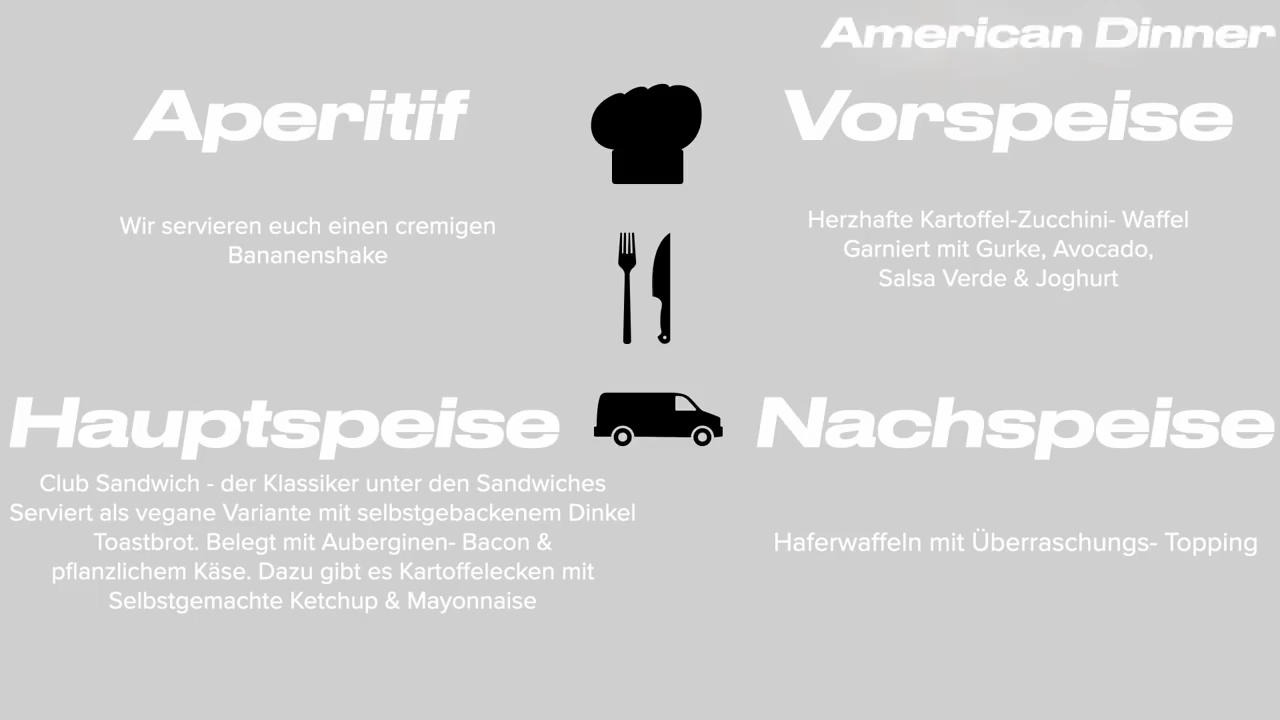 American Dinner
Aperitif
Wir servieren euch einen cremigen
Bananenshake
Vorspeise
Herzhafte Kartoffel-Zucchini- Waffel
Garniert mit Gurke, Avocado,
Salsa Verde & Joghurt
Hauptspeise
Club Sandwich - der Klassiker unter den Sandwiches
Serviert als vegane Variante mit selbstgebackenem Dinkel
Toastbrot. Belegt mit Auberginen- Bacon &
pflanzlichem Käse. Dazu gibt es Kartoffelecken mit
Selbstgemachte Ketchup & Mayonnaise
Nachspeise
Haferwaffeln mit Überraschungs- Topping